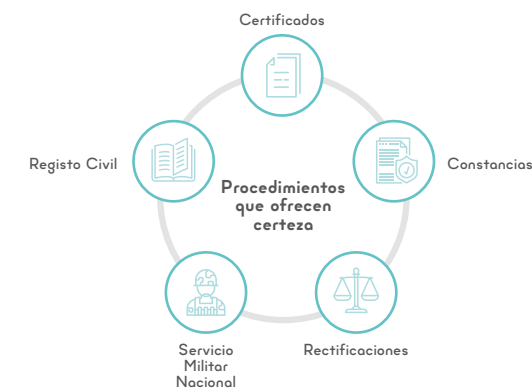 Certificados
Registo Civil
Constancias
Procedimientos
que ofrecen
certeza
Servicio
Militar
Nacional
Rectificaciones